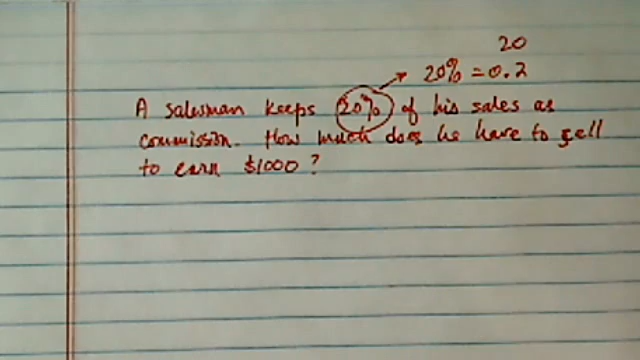 20
20% = 0.2
A salesman keeps 20% of his sales as
commission. How much does he have to sell
to earn $1000?